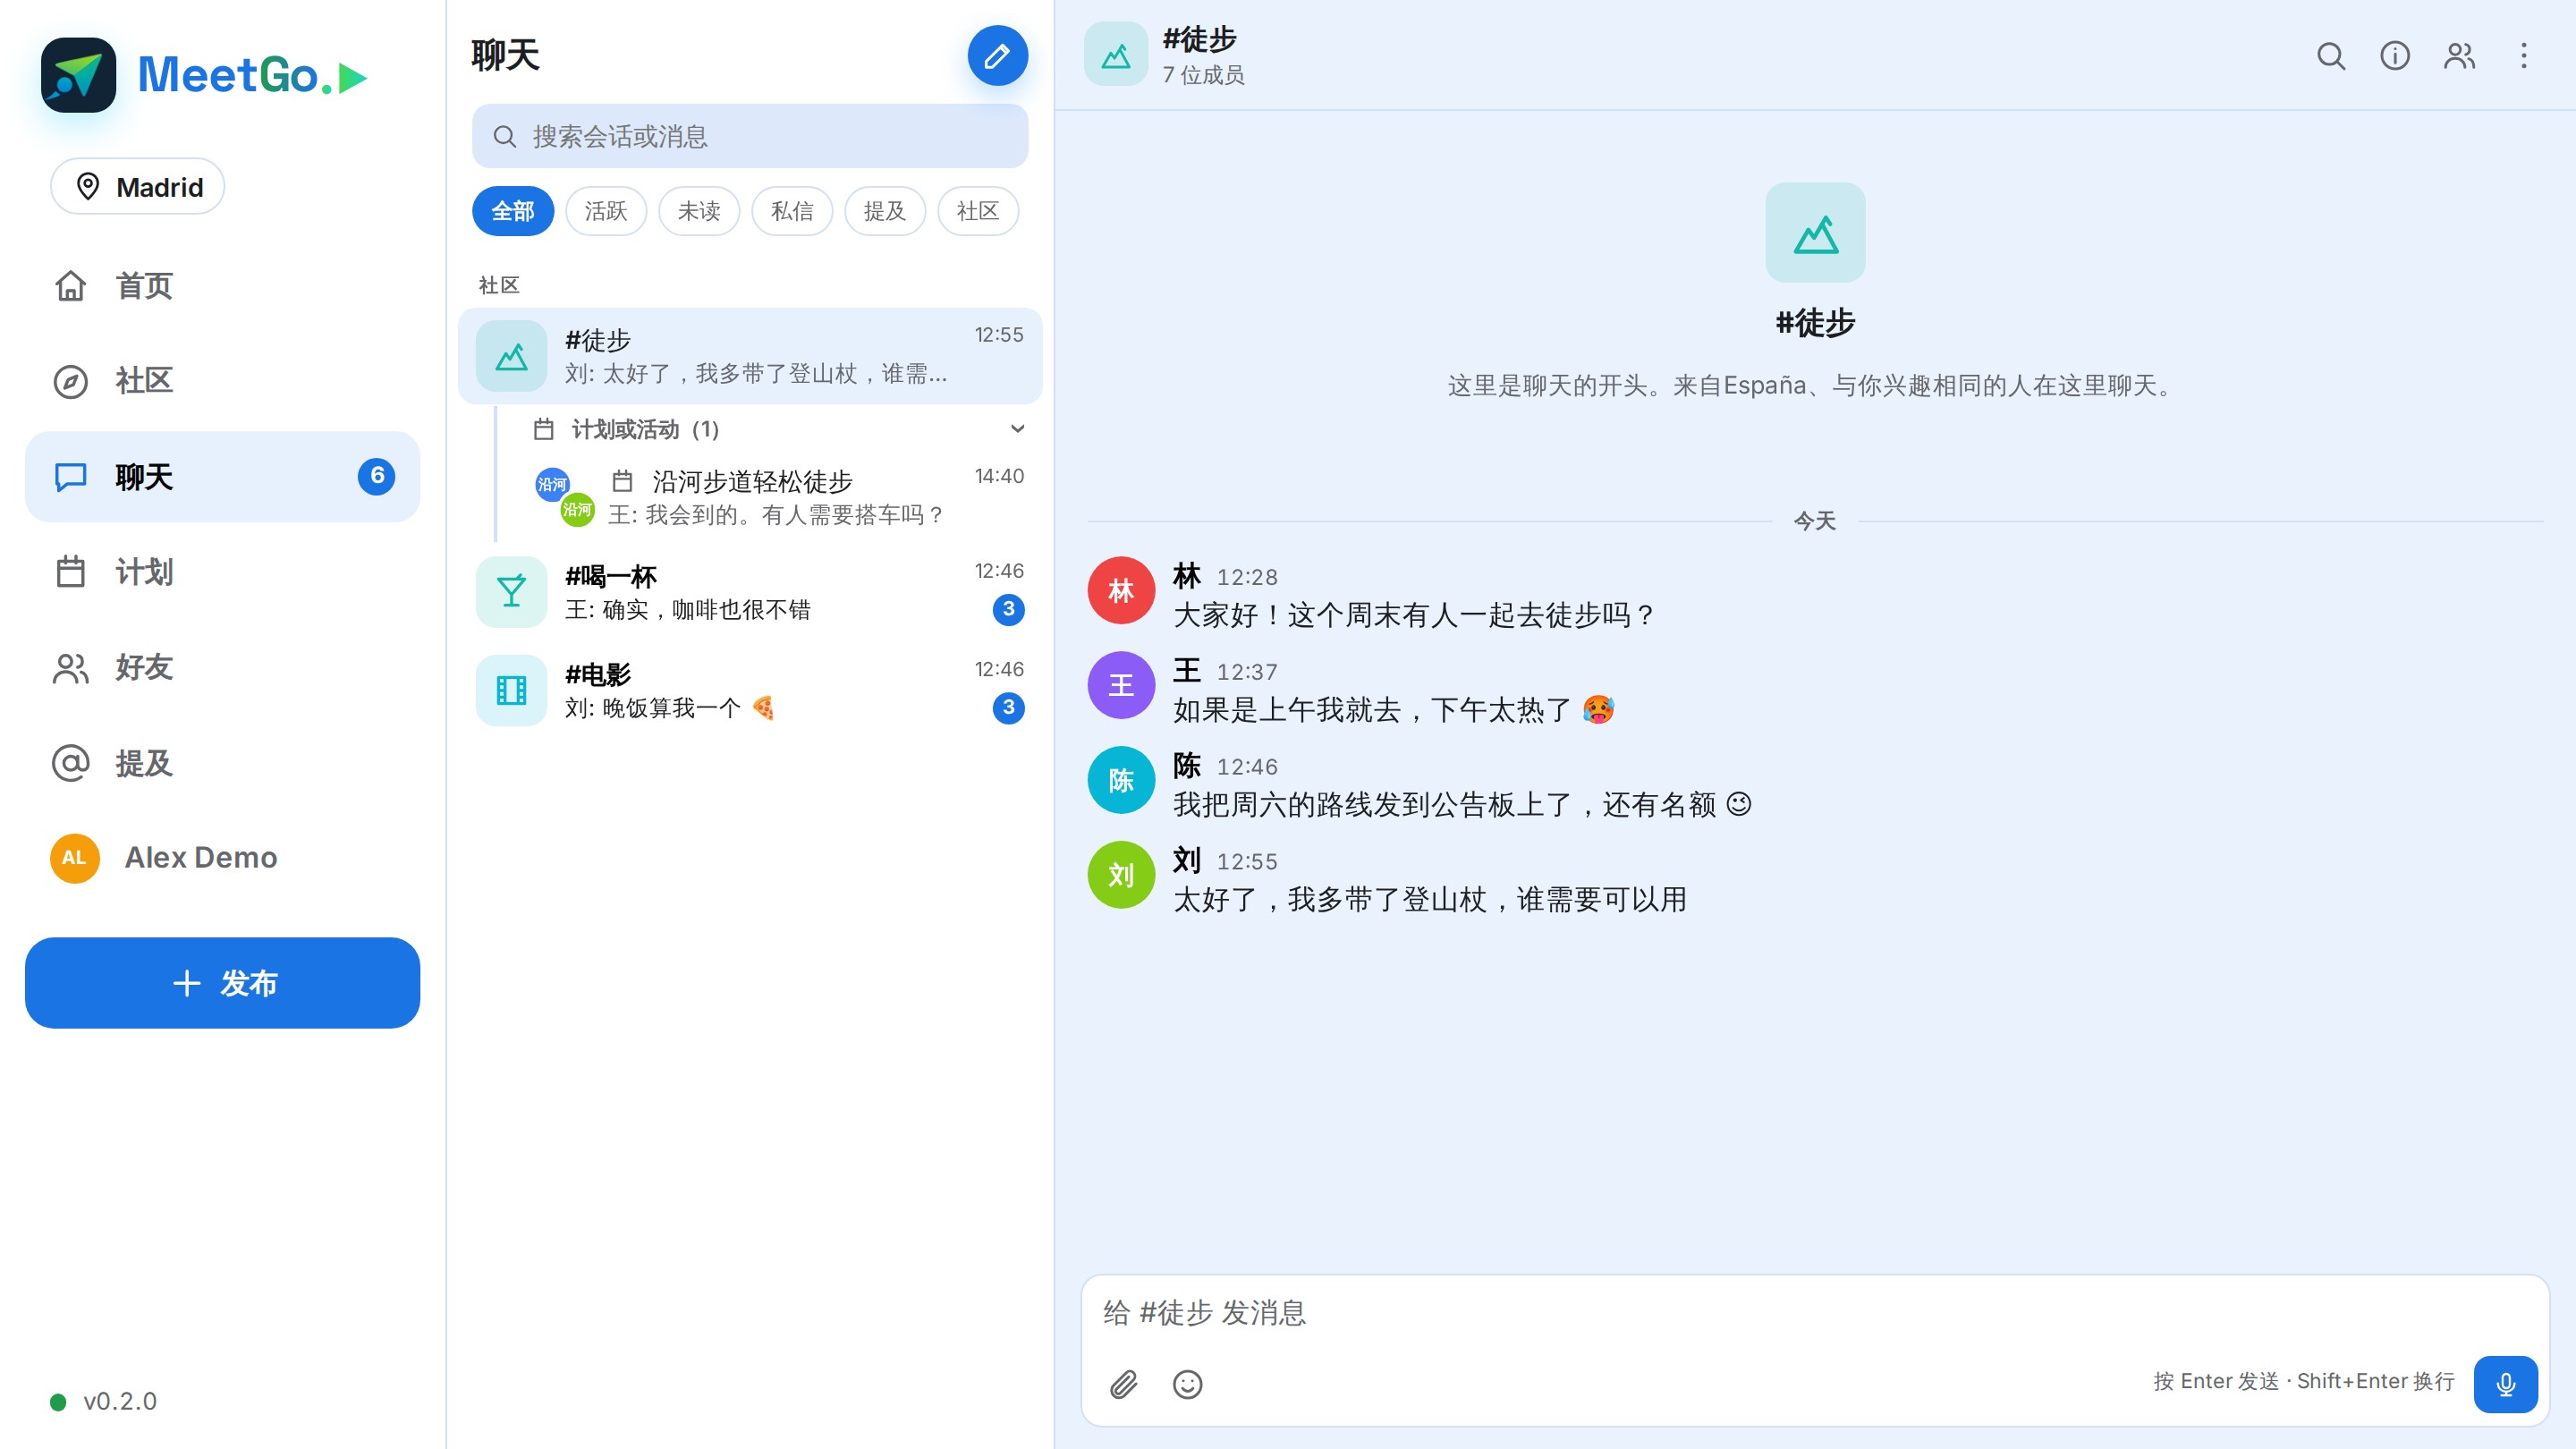 MeetGo.
Madrid
首页
社区
聊天
6
计划
好友
提及
AL
Alex Demo
发布
v0.2.0
聊天
搜索会话或消息
全部
活跃
未读
私信
提及
社区
社区
#徒步
12:55
刘: 太好了，我多带了登山杖，谁需...
计划或活动（1）
沿河
沿河
沿河步道轻松徒步
14:40
王: 我会到的。有人需要搭车吗？
#喝一杯
12:46
王: 确实，咖啡也很不错
3
#电影
12:46
刘: 晚饭算我一个 🍕
3
#徒步
7 位成员
#徒步
这里是聊天的开头。来自España、与你兴趣相同的人在这里聊天。
今天
林
林 12:28
大家好！这个周末有人一起去徒步吗？
王
王 12:37
如果是上午我就去，下午太热了 🥵
陈
陈 12:46
我把周六的路线发到公告板上了，还有名额 😉
刘
刘 12:55
太好了，我多带了登山杖，谁需要可以用
给 #徒步 发消息
按 Enter 发送 · Shift+Enter 换行